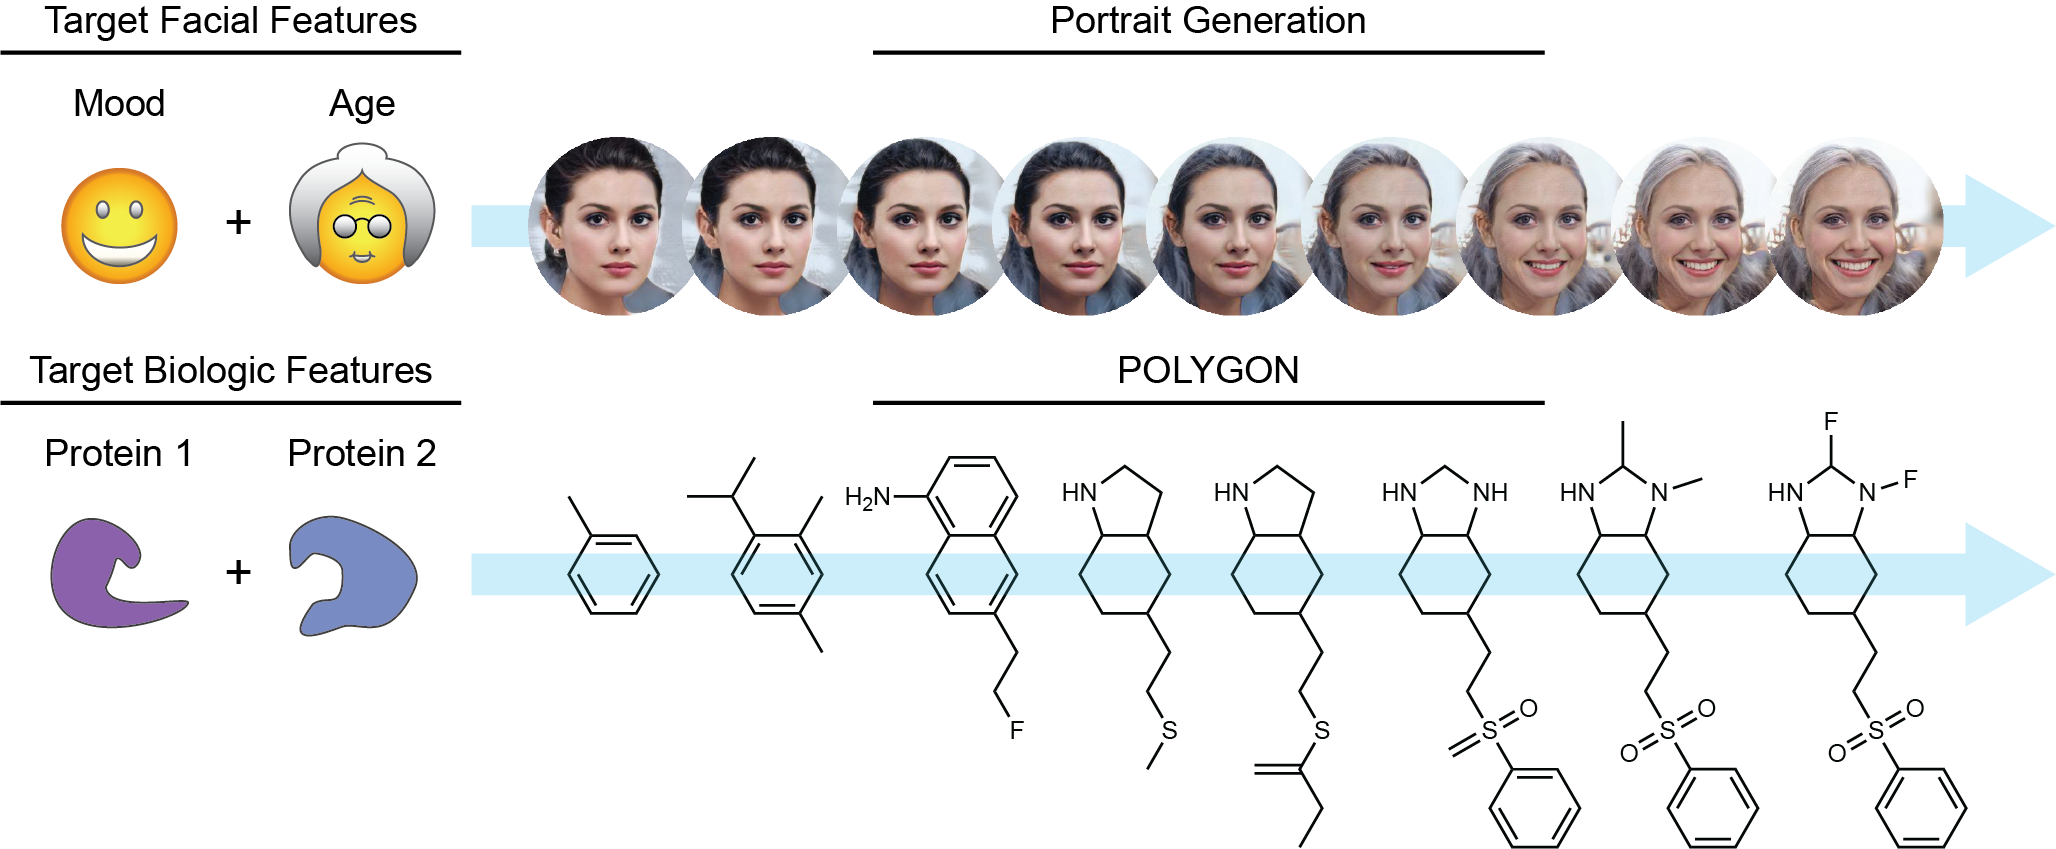 Target Facial Features
Portrait Generation
Mood
+
Age
Target Biologic Features
POLYGON
Protein 1
+
Protein 2
H₂N
F
HN
S
HN
S
HN
NH
S
O
HN
N
S
O
O
F
HN
N
F
S
O
O